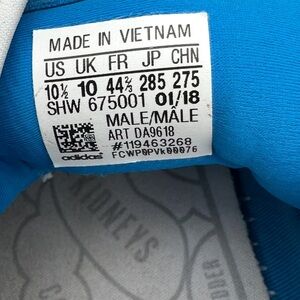 MADE IN VIETNAM
US UK FR JP CHN
10½ 10 44⅔ 285 275
SHW 675001 01/18
MALE/MÂLE
ART DA9618
#119463268
adidas FCWP0PVk00076